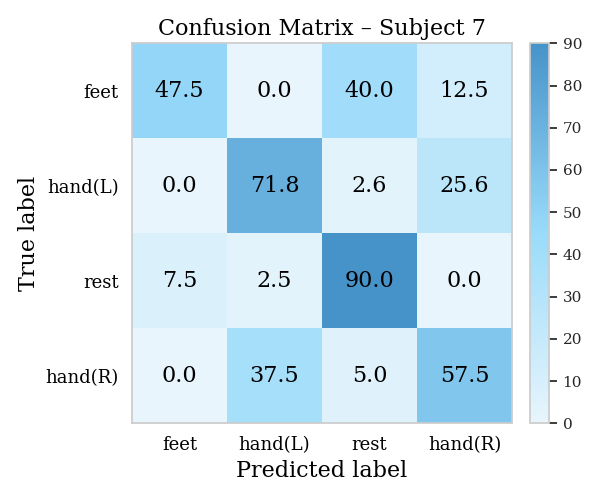 Confusion Matrix – Subject 7
True label
feet 47.5 0.0 40.0 12.5
hand(L) 0.0 71.8 2.6 25.6
rest 7.5 2.5 90.0 0.0
hand(R) 0.0 37.5 5.0 57.5
feet hand(L) rest hand(R)
Predicted label
90
80
70
60
50
40
30
20
10
0